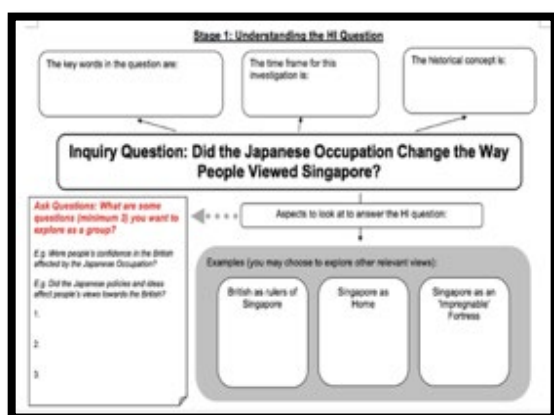 Stage 1: Understanding the HI Question
The key words in the question are:
The time frame for this
investigation is:
The historical concept is:
Inquiry Question: Did the Japanese Occupation Change the Way
People Viewed Singapore?
Ask Questions: What are some
questions (minimum 3) you want to
explore as a group?
E.g. Were people's confidence in the British
affected by the Japanese Occupation?
E.g. Did the Japanese policies and ideas
affect people's views towards the British?
1.
2
3
Aspects to look at to answer the HI question:
Examples (you may choose to explore other relevant views):
British as rulers of
Singapore
Singapore as
Home
Singapore as an
'Impregnable'
Fortress